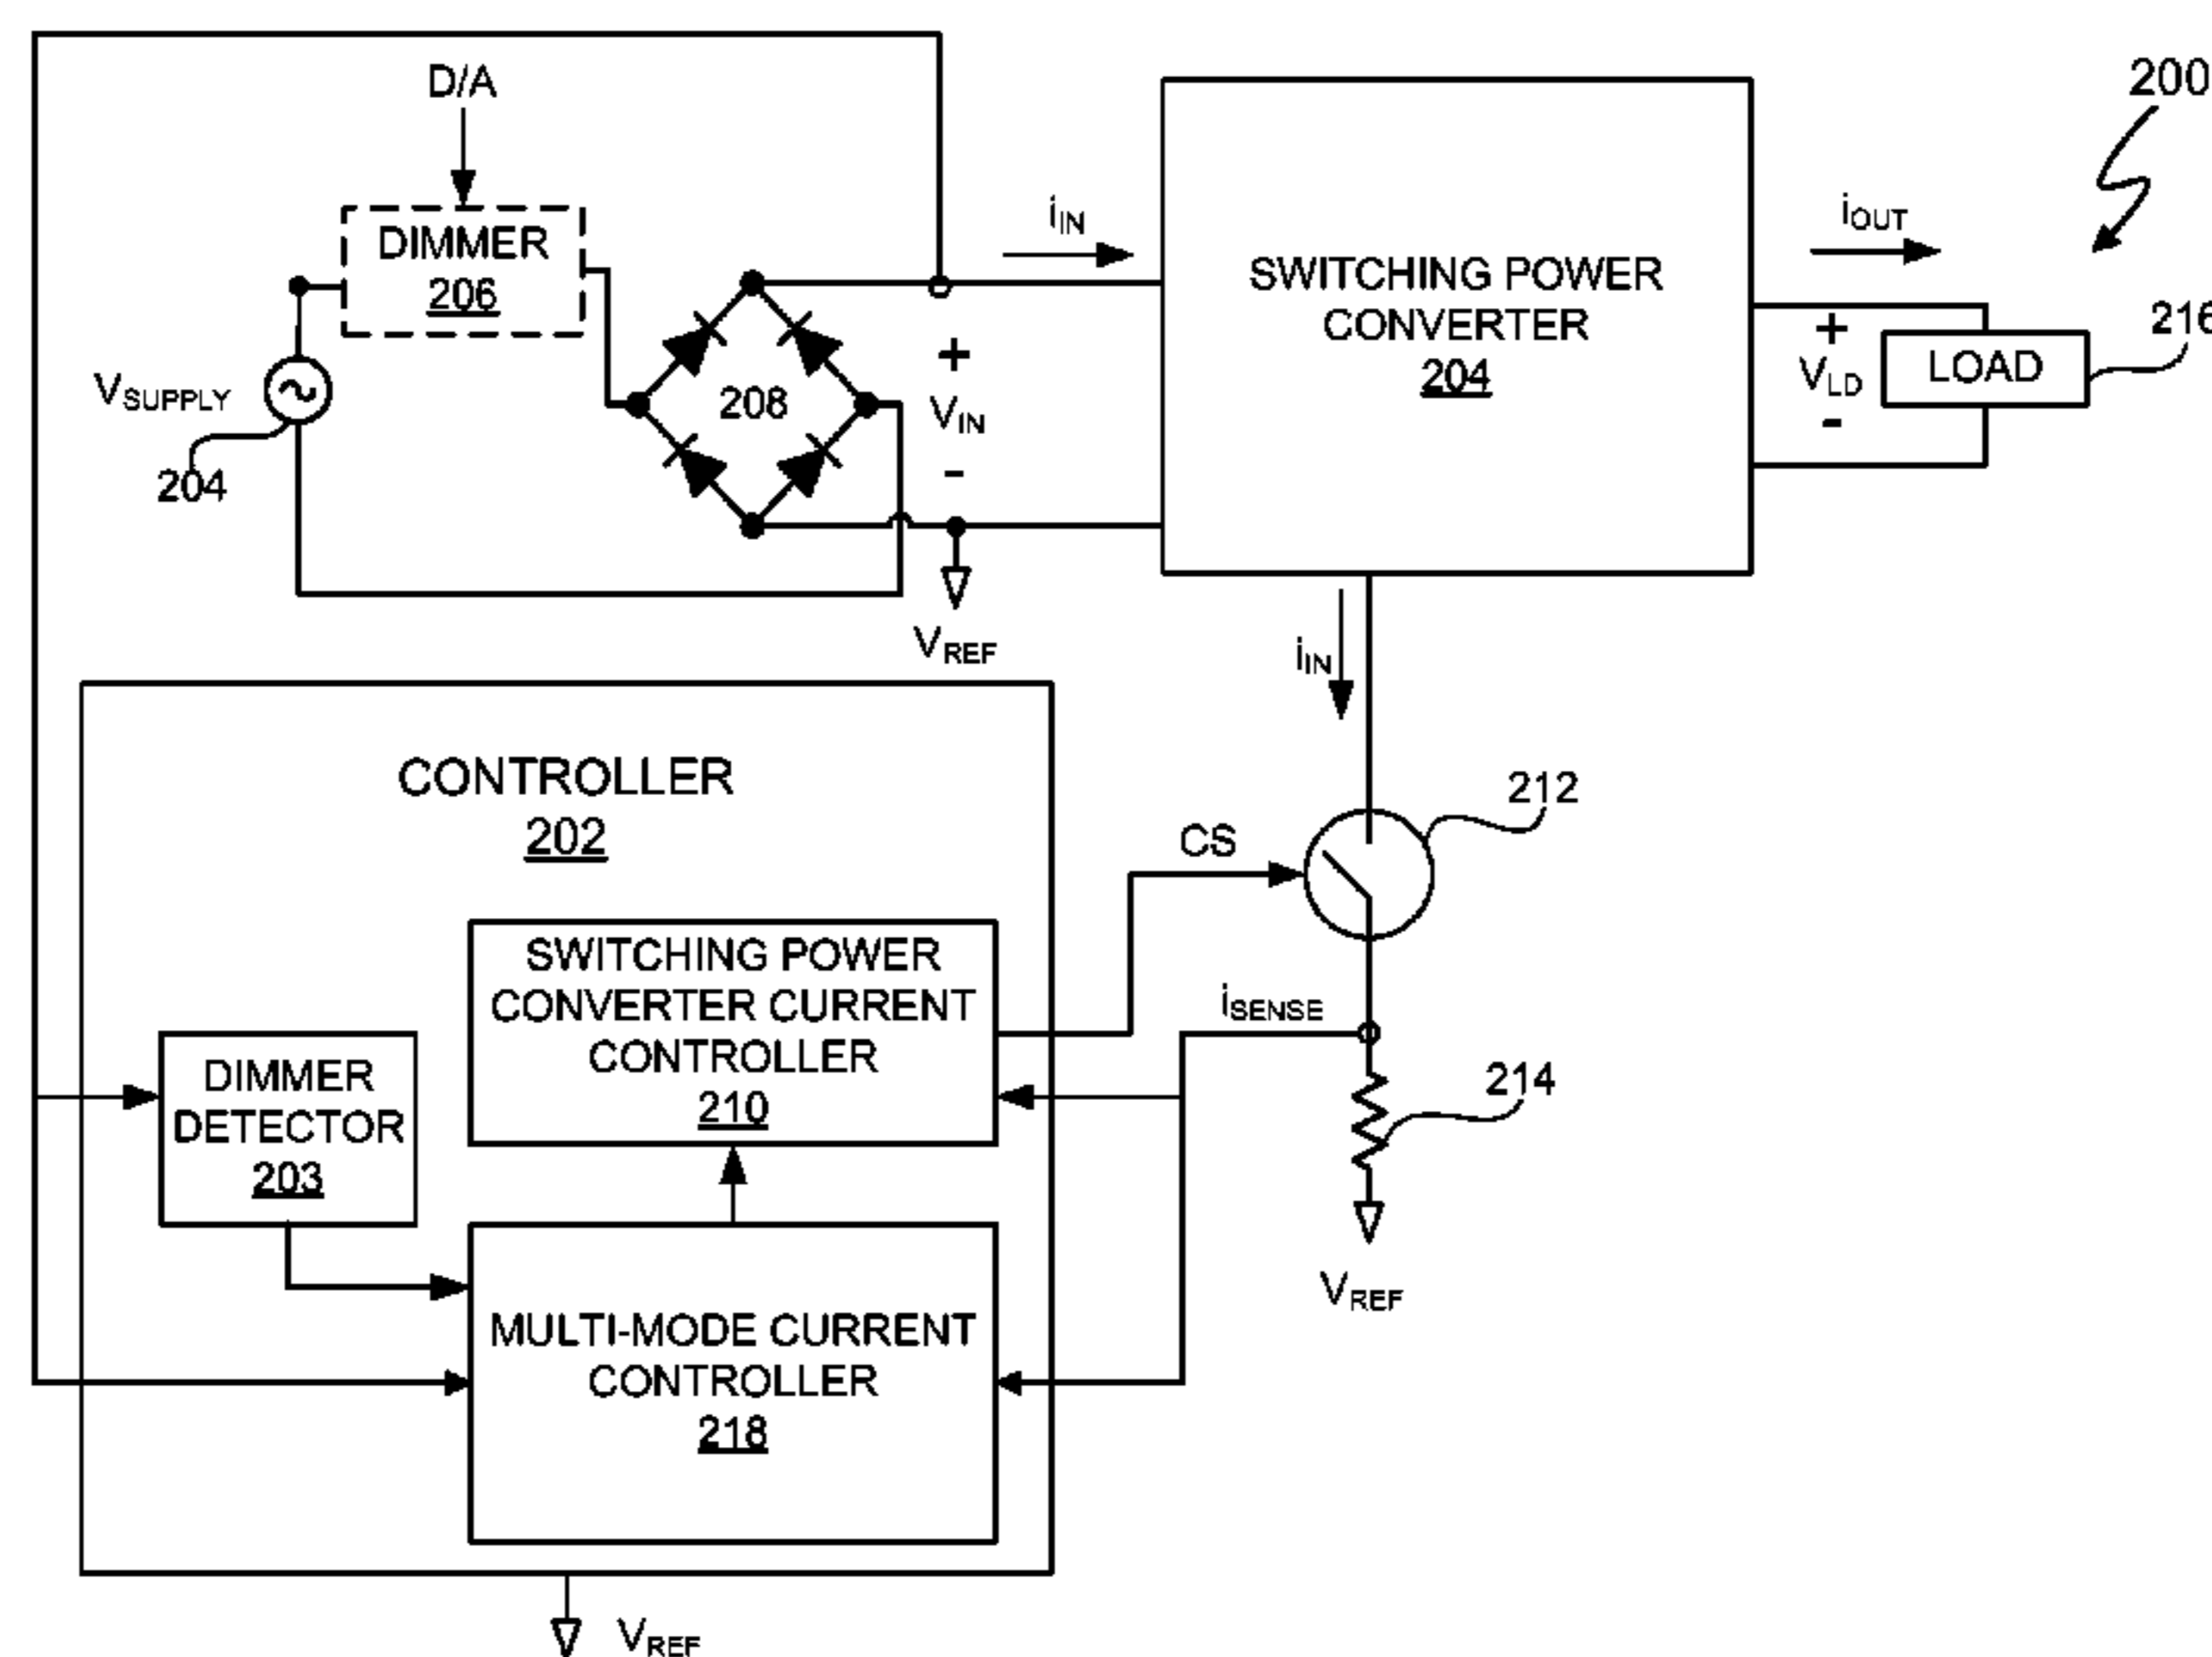 D/A
200
DIMMER
206
iIN
iOUT
SWITCHING POWER
CONVERTER
204
+
VIN
-
+
VLD
-
LOAD
216
VSUPPLY
204
208
VREF
iIN
CONTROLLER
202
212
CS
SWITCHING POWER
CONVERTER CURRENT
CONTROLLER
210
iSENSE
DIMMER
DETECTOR
203
214
VREF
MULTI-MODE CURRENT
CONTROLLER
218
VREF